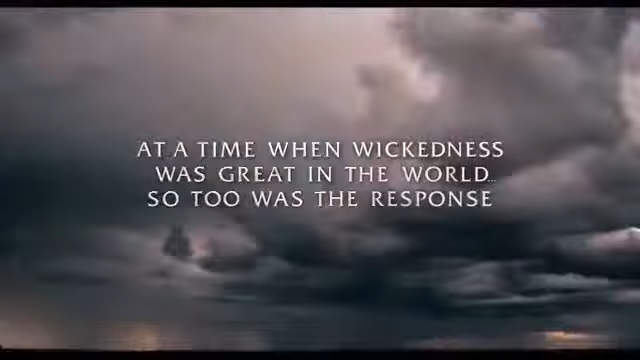 AT A TIME WHEN WICKEDNESS
WAS GREAT IN THE WORLD...
SO TOO WAS THE RESPONSE